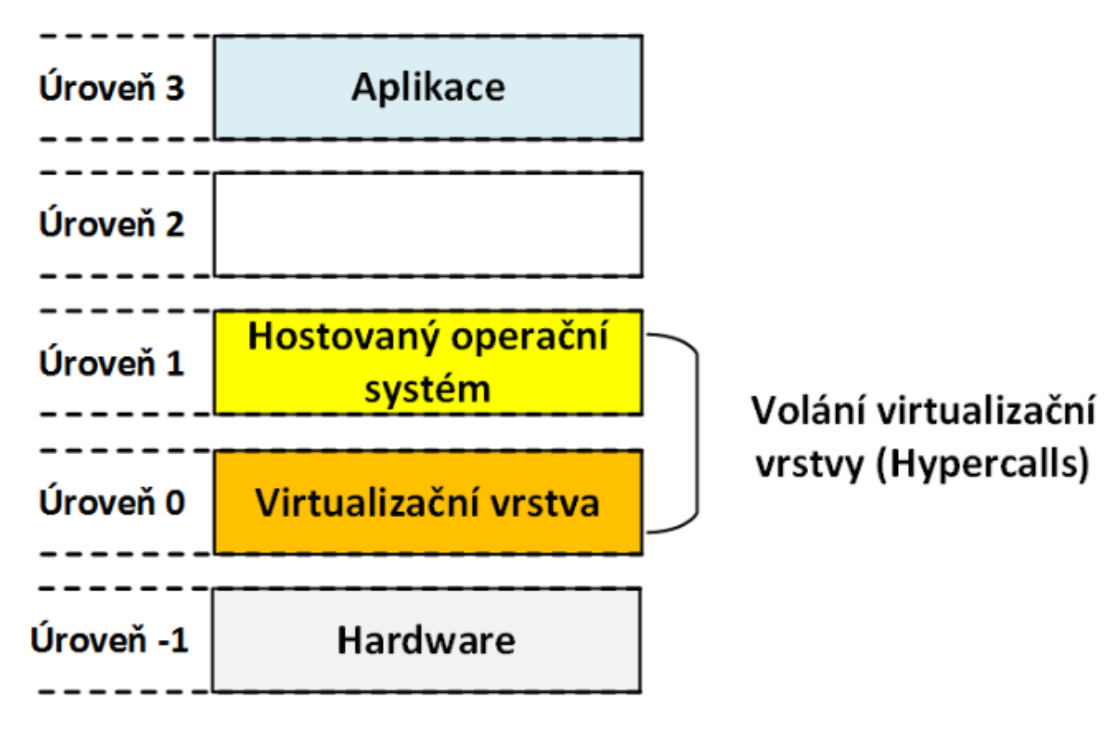 Úroveň 3
Aplikace
Úroveň 2
Úroveň 1
Hostovaný operační
systém
Volání virtualizační
vrstvy (Hypercalls)
Úroveň 0
Virtualizační vrstva
Úroveň -1
Hardware